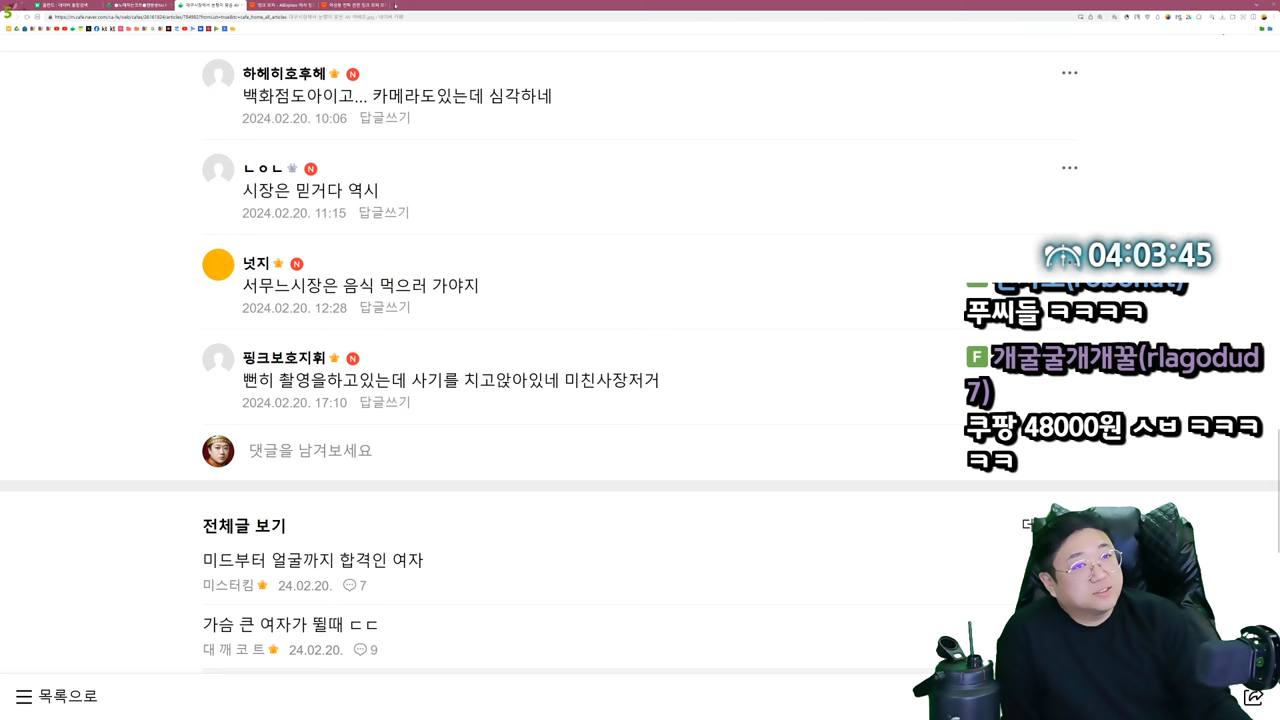 하헤히호후헤 N
백화점도아이고... 카메라도있는데 심각하네
2024.02.20. 10:06 답글쓰기
ㄴㅇㄴ N
시장은 믿거다 역시
2024.02.20. 11:15 답글쓰기
넛지 N
서무느시장은 음식 먹으러 가야지
2024.02.20. 12:28 답글쓰기
핑크보호지휘 N
뻔히 촬영을하고있는데 사기를 치고앉아있네 미친사장저거
2024.02.20. 17:10 답글쓰기
댓글을 남겨보세요
04:03:45
푸씨들 ㅋㅋㅋㅋ
F 개굴굴개개꿀(rlagodud
7)
쿠팡 48000원 ㅅㅂ ㅋㅋㅋ
ㅋㅋ
전체글 보기
미드부터 얼굴까지 합격인 여자
미스터킴 24.02.20. 7
가슴 큰 여자가 뛸때 ㄷㄷ
대 깨 코 트 24.02.20. 9
목록으로